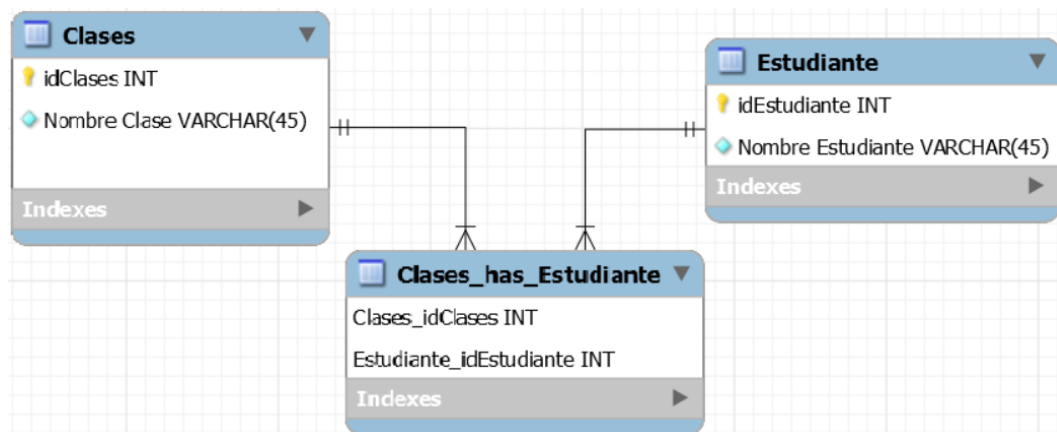 Clases
idClases INT
Nombre Clase VARCHAR(45)
Indexes
Estudiante
idEstudiante INT
Nombre Estudiante VARCHAR(45)
Indexes
Clases_has_Estudiante
Clases_idClases INT
Estudiante_idEstudiante INT
Indexes